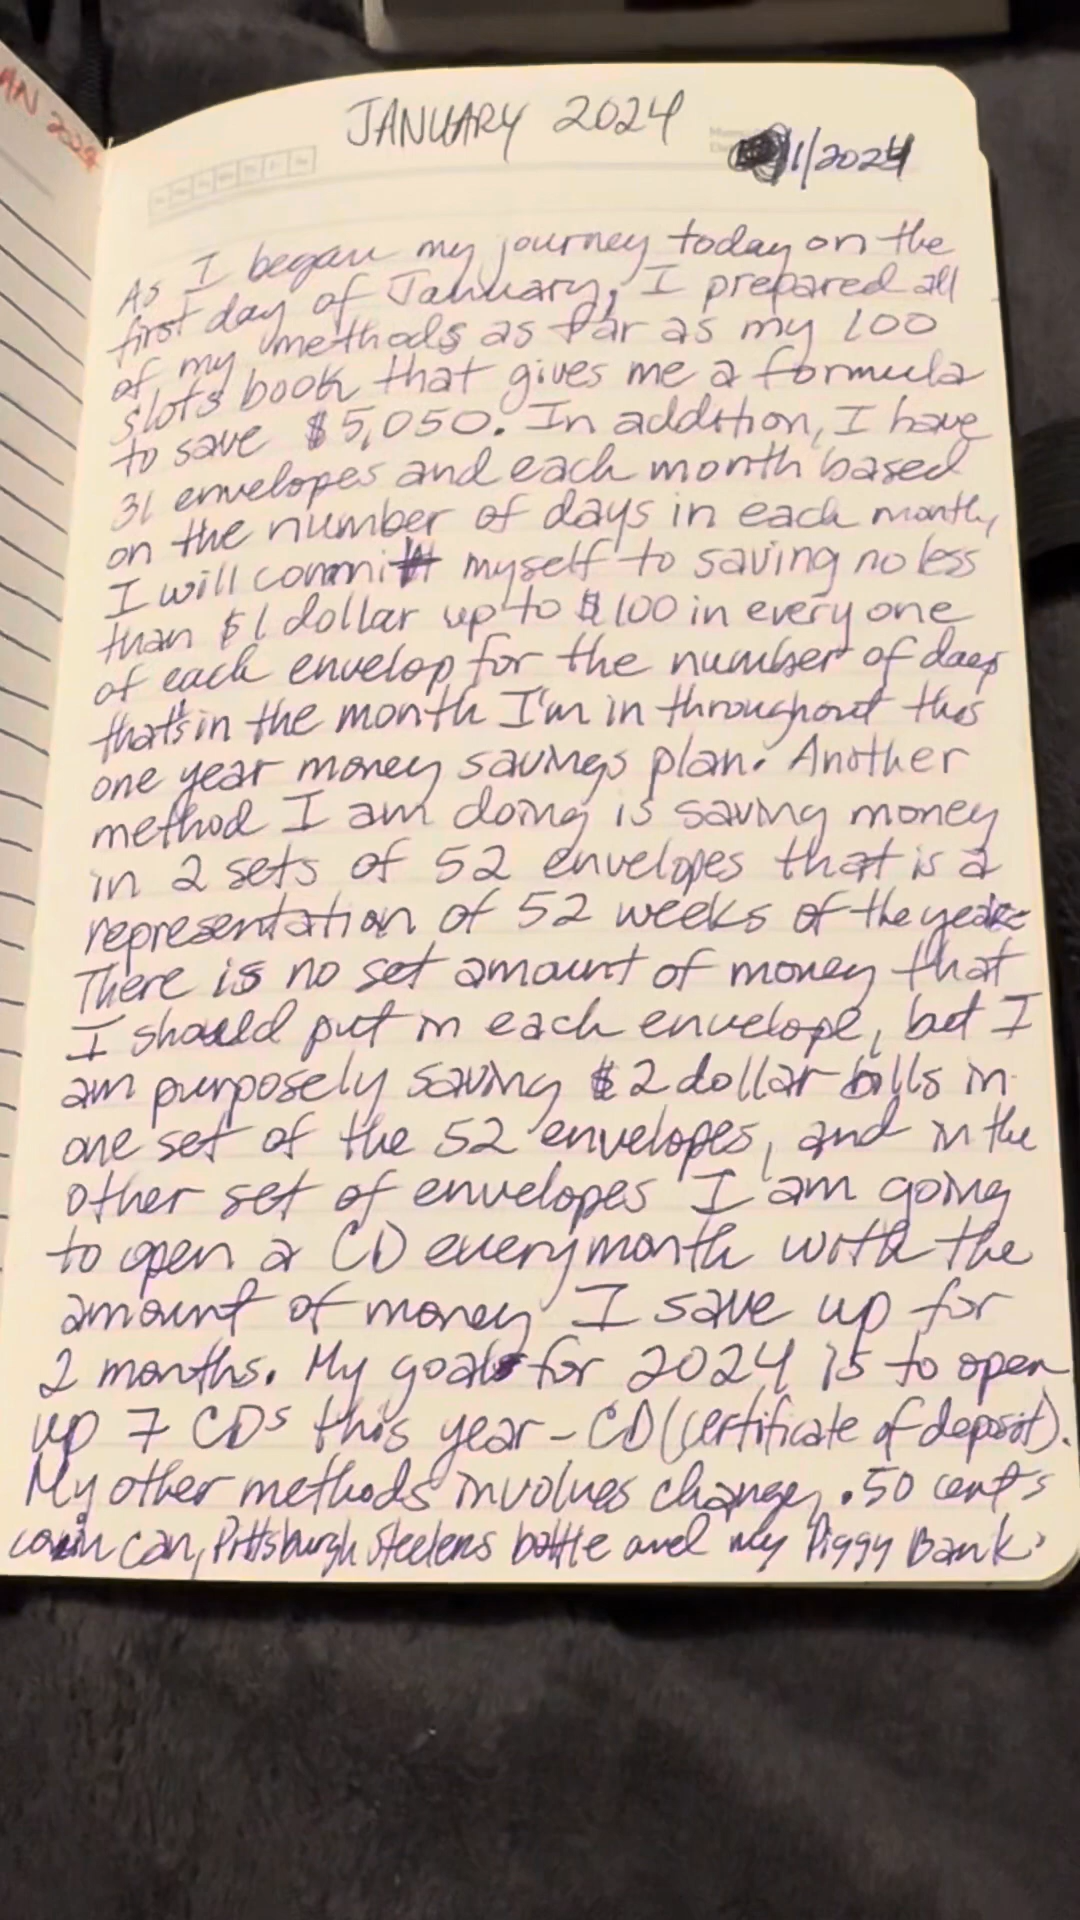 JAN 2024
JANUARY 2024
1/2024
As I began my journey today on the
first day of January, I prepared all
of my methods as far as my 100
slots book that gives me a formula
to save $5,050. In addition, I have
31 envelopes and each month based
on the number of days in each month,
I will commit myself to saving no less
than $1 dollar up to $100 in every one
of each envelop for the number of days
that's in the month I'm in throughout this
one year money savings plan. Another
method I am doing is saving money
in 2 sets of 52 envelopes that is a
representation of 52 weeks of the year.
There is no set amount of money that
I should put in each envelope, but I
am purposely saving $2 dollar bills in
one set of the 52 envelopes, and in the
other set of envelopes I am going
to open a CD every month with the
amount of money I save up for
2 months. My goal for 2024 is to open
up 7 CDs this year - CD (certificate of deposit).
My other methods involves change, .50 cent's
coin can, Pittsburgh Steelers bottle and my Piggy Bank.